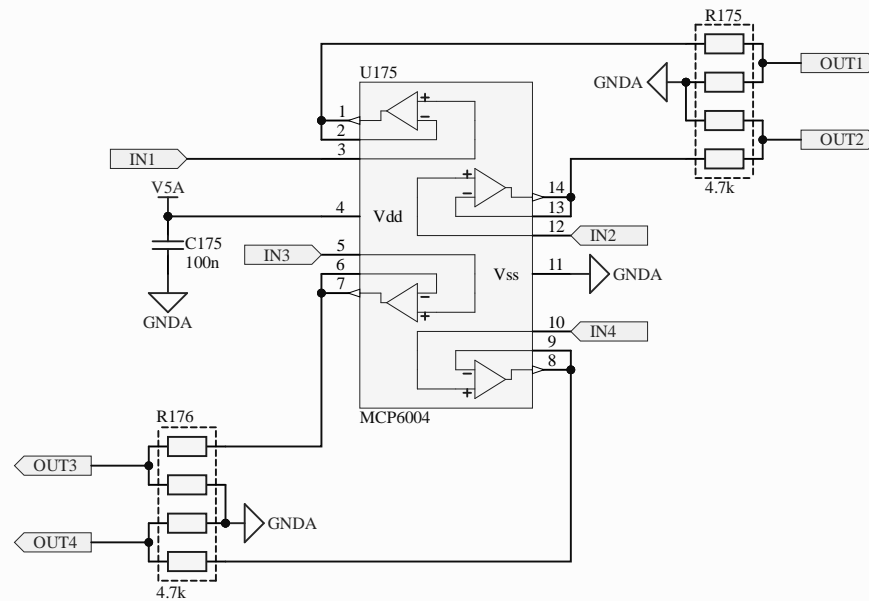 R175
U175
OUT1
GNDA
1
2
IN1
3
OUT2
14
4.7k
V5A
13
4
Vdd
12
IN2
C175
100n
IN3
5
6
Vss
11
GNDA
7
GNDA
10
IN4
9
8
R176
MCP6004
OUT3
GNDA
OUT4
4.7k